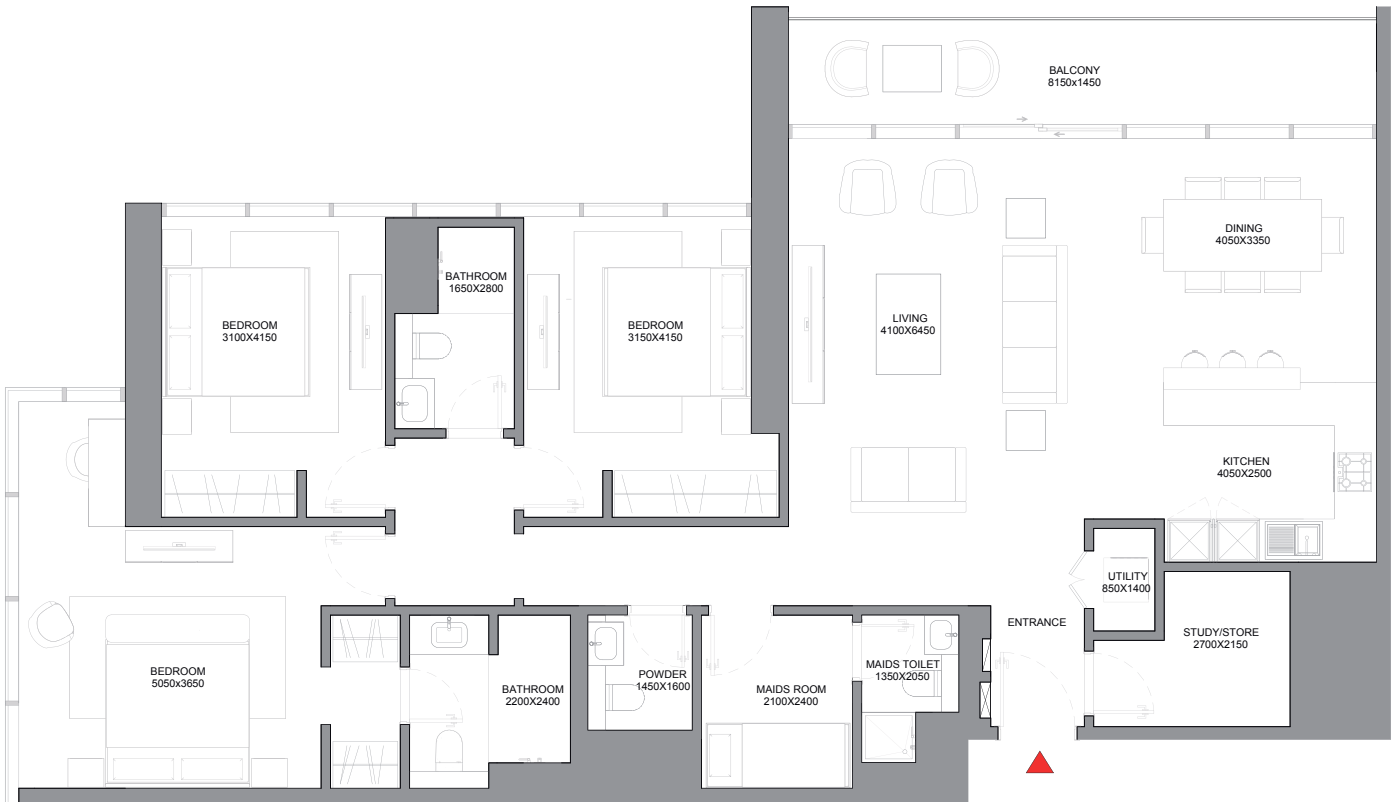 BALCONY
8150x1450
DINING
4050X3350
BATHROOM
1650X2800
BEDROOM
3100X4150
BEDROOM
3150X4150
LIVING
4100X6450
KITCHEN
4050X2500
UTILITY
850X1400
ENTRANCE
STUDY/STORE
2700X2150
BEDROOM
5050x3650
BATHROOM
2200X2400
POWDER
1450X1600
MAIDS ROOM
2100X2400
MAIDS TOILET
1350X2050